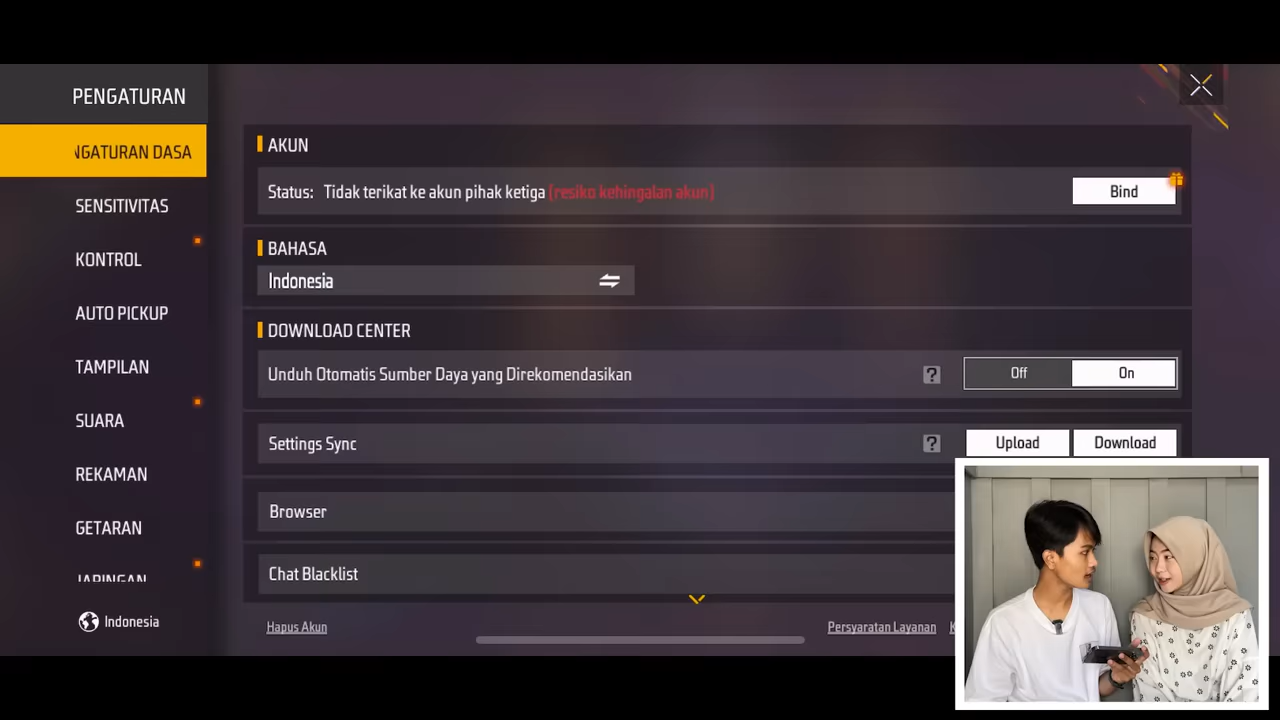 PENGATURAN
NGATURAN DASA
SENSITIVITAS
KONTROL
AUTO PICKUP
TAMPILAN
SUARA
REKAMAN
GETARAN
JARINGAN
Indonesia
AKUN
Status: Tidak terikat ke akun pihak ketiga [resiko kehingalan akun]
Bind
BAHASA
Indonesia
DOWNLOAD CENTER
Unduh Otomatis Sumber Daya yang Direkomendasikan
?
Off
On
Settings Sync
?
Upload
Download
Browser
Chat Blacklist
Hapus Akun
Persyaratan Layanan
K